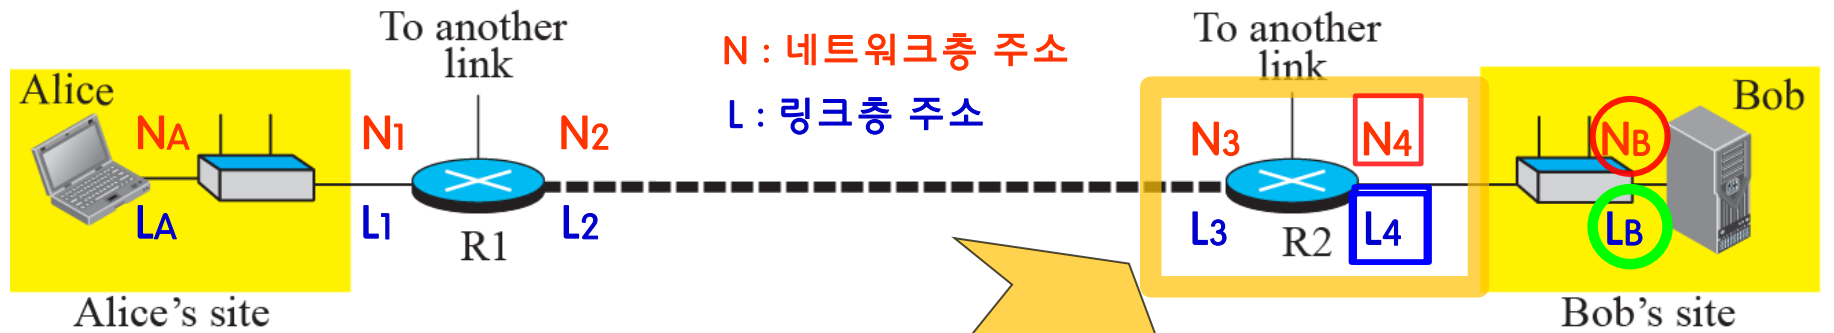 To another
link
N : 네트워크층 주소
L : 링크층 주소
To another
link
Alice
NA
N1
N2
N3
N4
NB
Bob
LA
L1
R1
L2
L3
R2
L4
LB
Alice's site
Bob's site